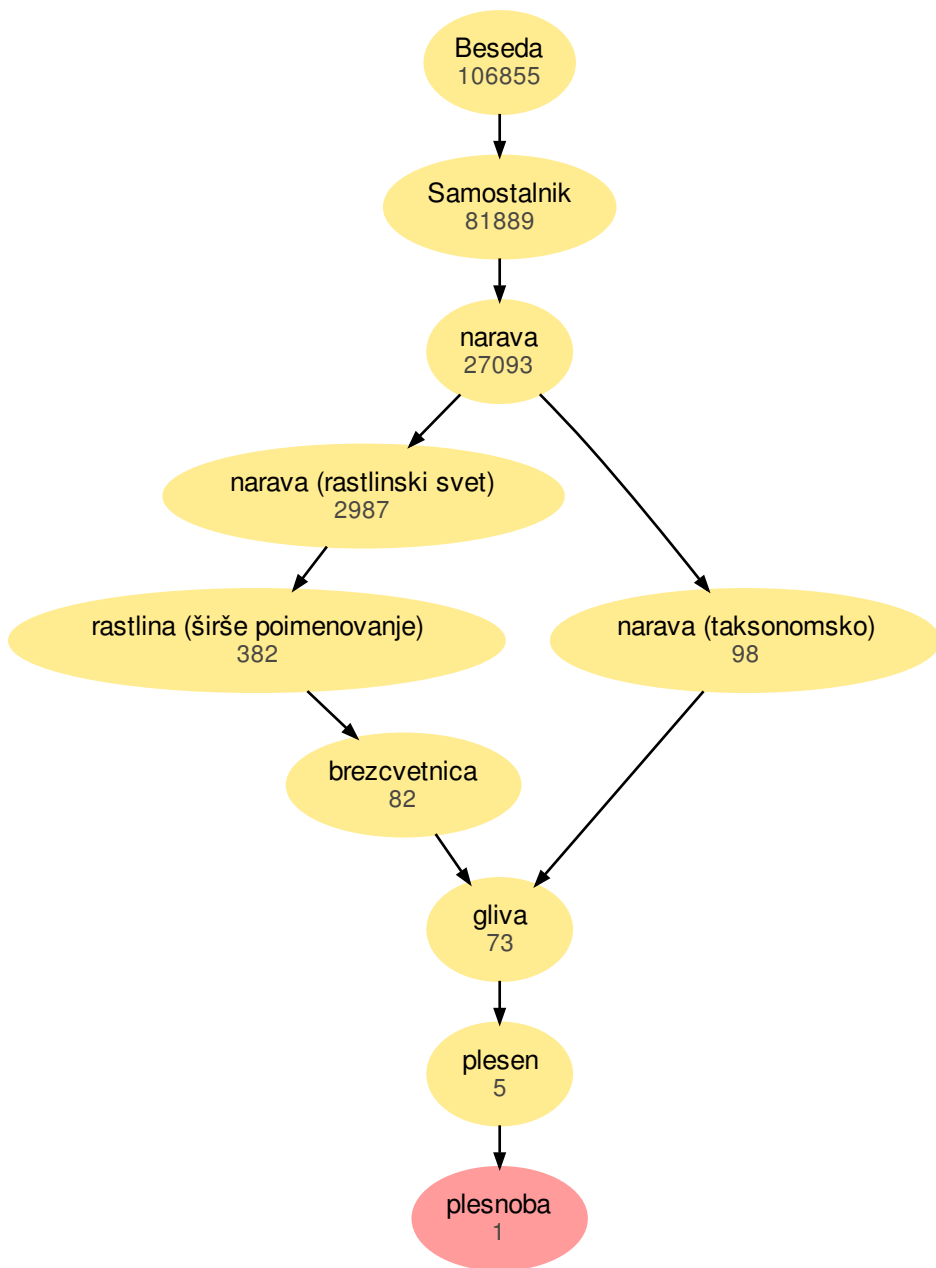 Beseda
106855
Samostalnik
81889
narava
27093
narava (rastlinski svet)
2987
rastlina (širše poimenovanje)
382
narava (taksonomsko)
98
brezcvetnica
82
gliva
73
plesen
5
plesnoba
1